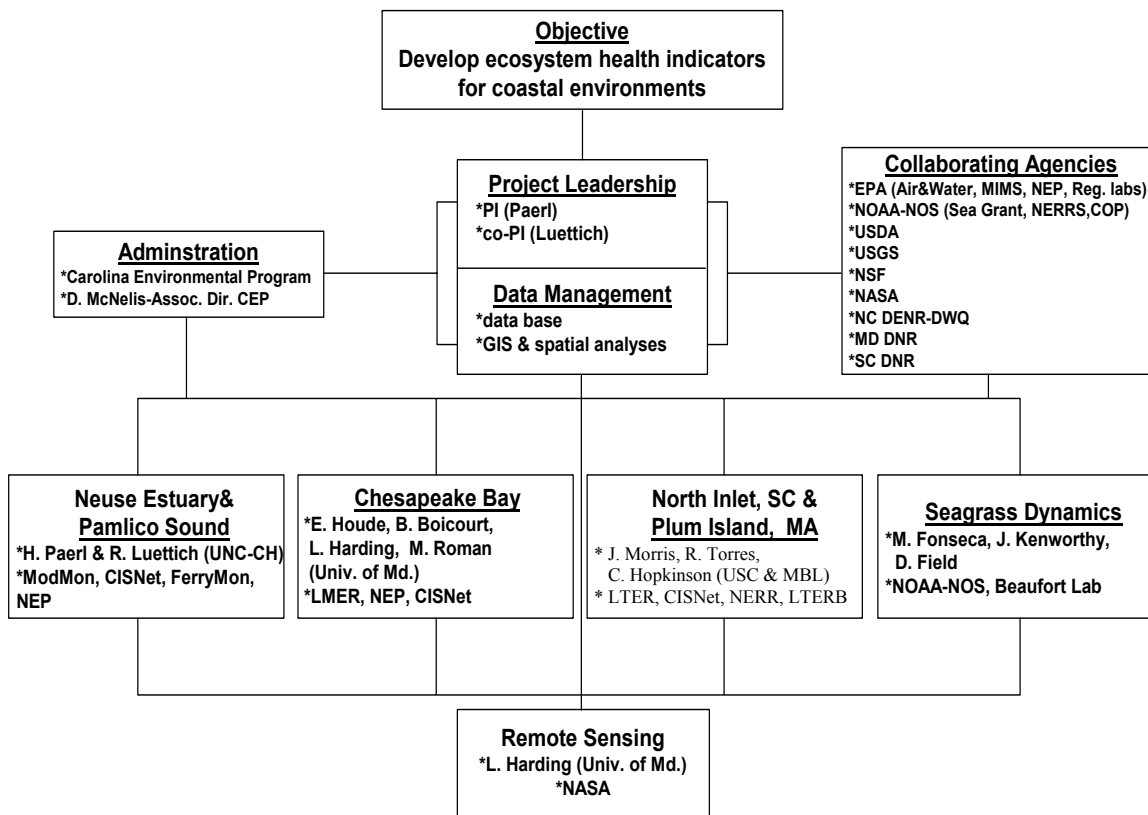 Objective
Develop ecosystem health indicators
for coastal environments
Project Leadership
*PI (Paerl)
*co-PI (Luettich)
Data Management
*data base
*GIS & spatial analyses
Adminstration
*Carolina Environmental Program
*D. McNelis-Assoc. Dir. CEP
Collaborating Agencies
*EPA (Air&Water, MIMS, NEP, Reg. labs)
*NOAA-NOS (Sea Grant, NERRS,COP)
*USDA
*USGS
*NSF
*NASA
*NC DENR-DWQ
*MD DNR
*SC DNR
Neuse Estuary&
Pamlico Sound
*H. Paerl & R. Luettich (UNC-CH)
*ModMon, CISNet, FerryMon,
NEP
Chesapeake Bay
*E. Houde, B. Boicourt,
L. Harding, M. Roman
(Univ. of Md.)
*LMER, NEP, CISNet
North Inlet, SC &
Plum Island, MA
* J. Morris, R. Torres,
C. Hopkinson (USC & MBL)
* LTER, CISNet, NERR, LTERB
Seagrass Dynamics
*M. Fonseca, J. Kenworthy,
D. Field
*NOAA-NOS, Beaufort Lab
Remote Sensing
*L. Harding (Univ. of Md.)
*NASA